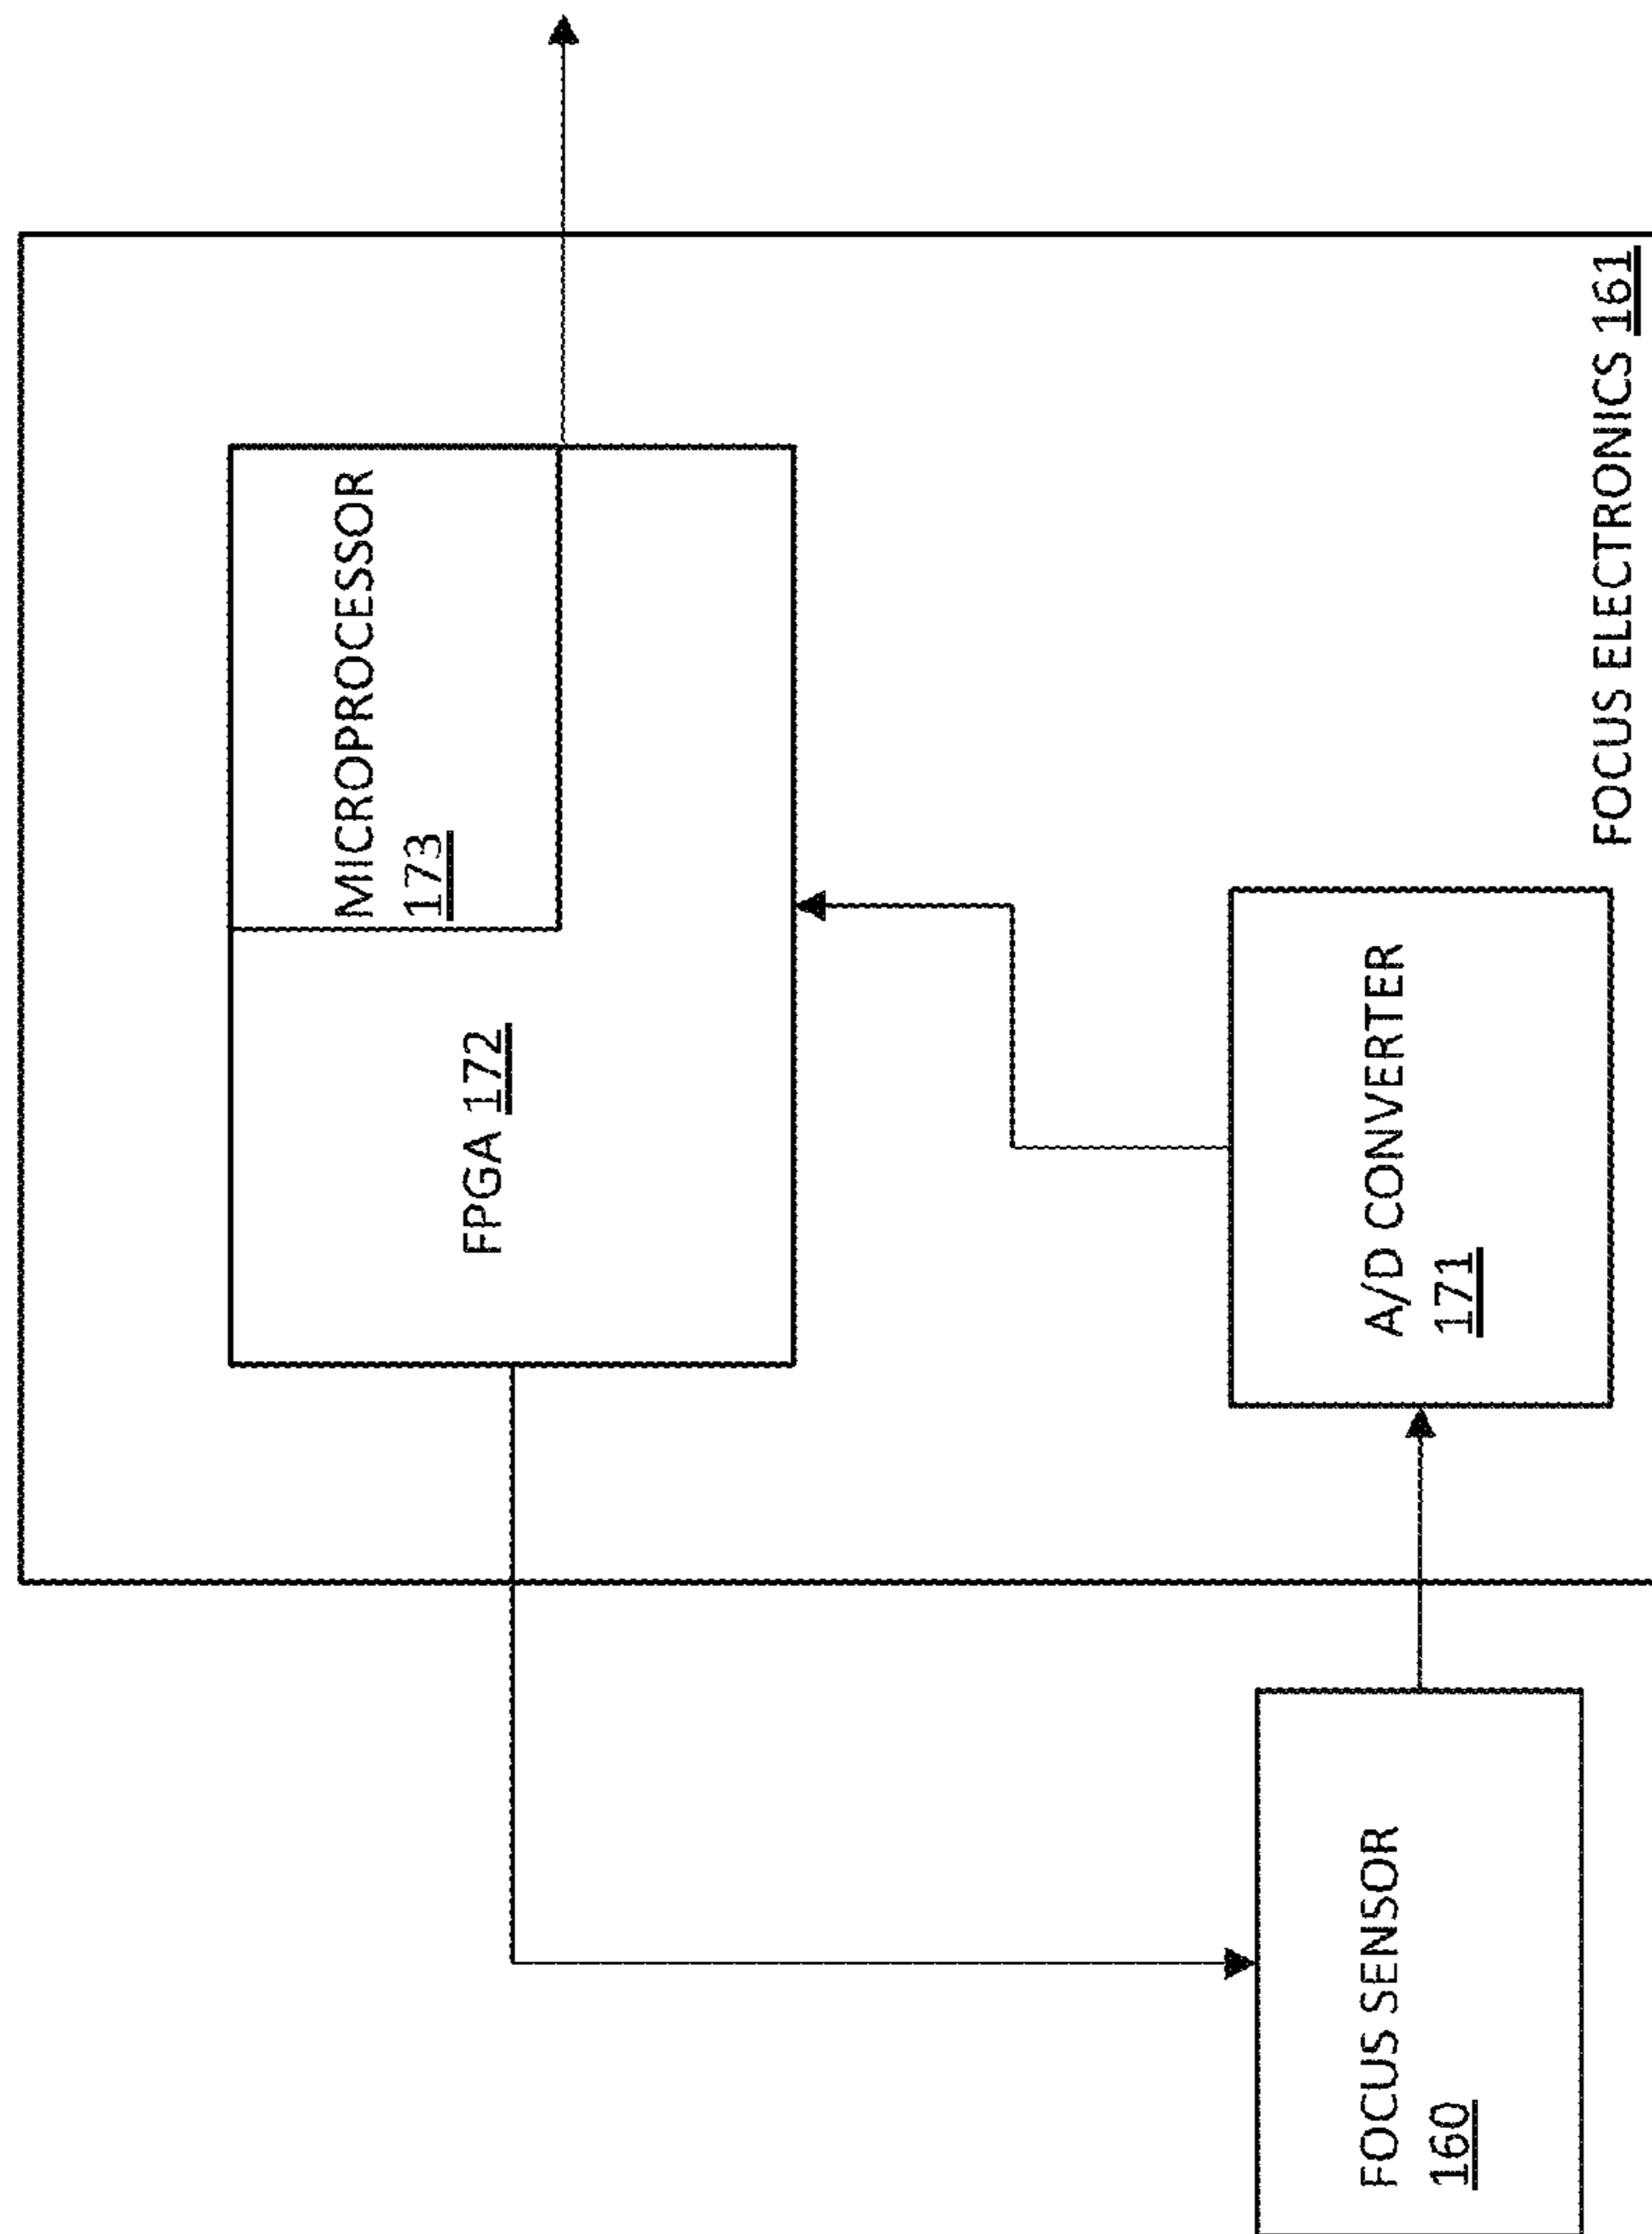 FOCUS SENSOR
160
FPGA 172
MICROPROCESSOR
173
A/D CONVERTER
171
FOCUS ELECTRONICS 161